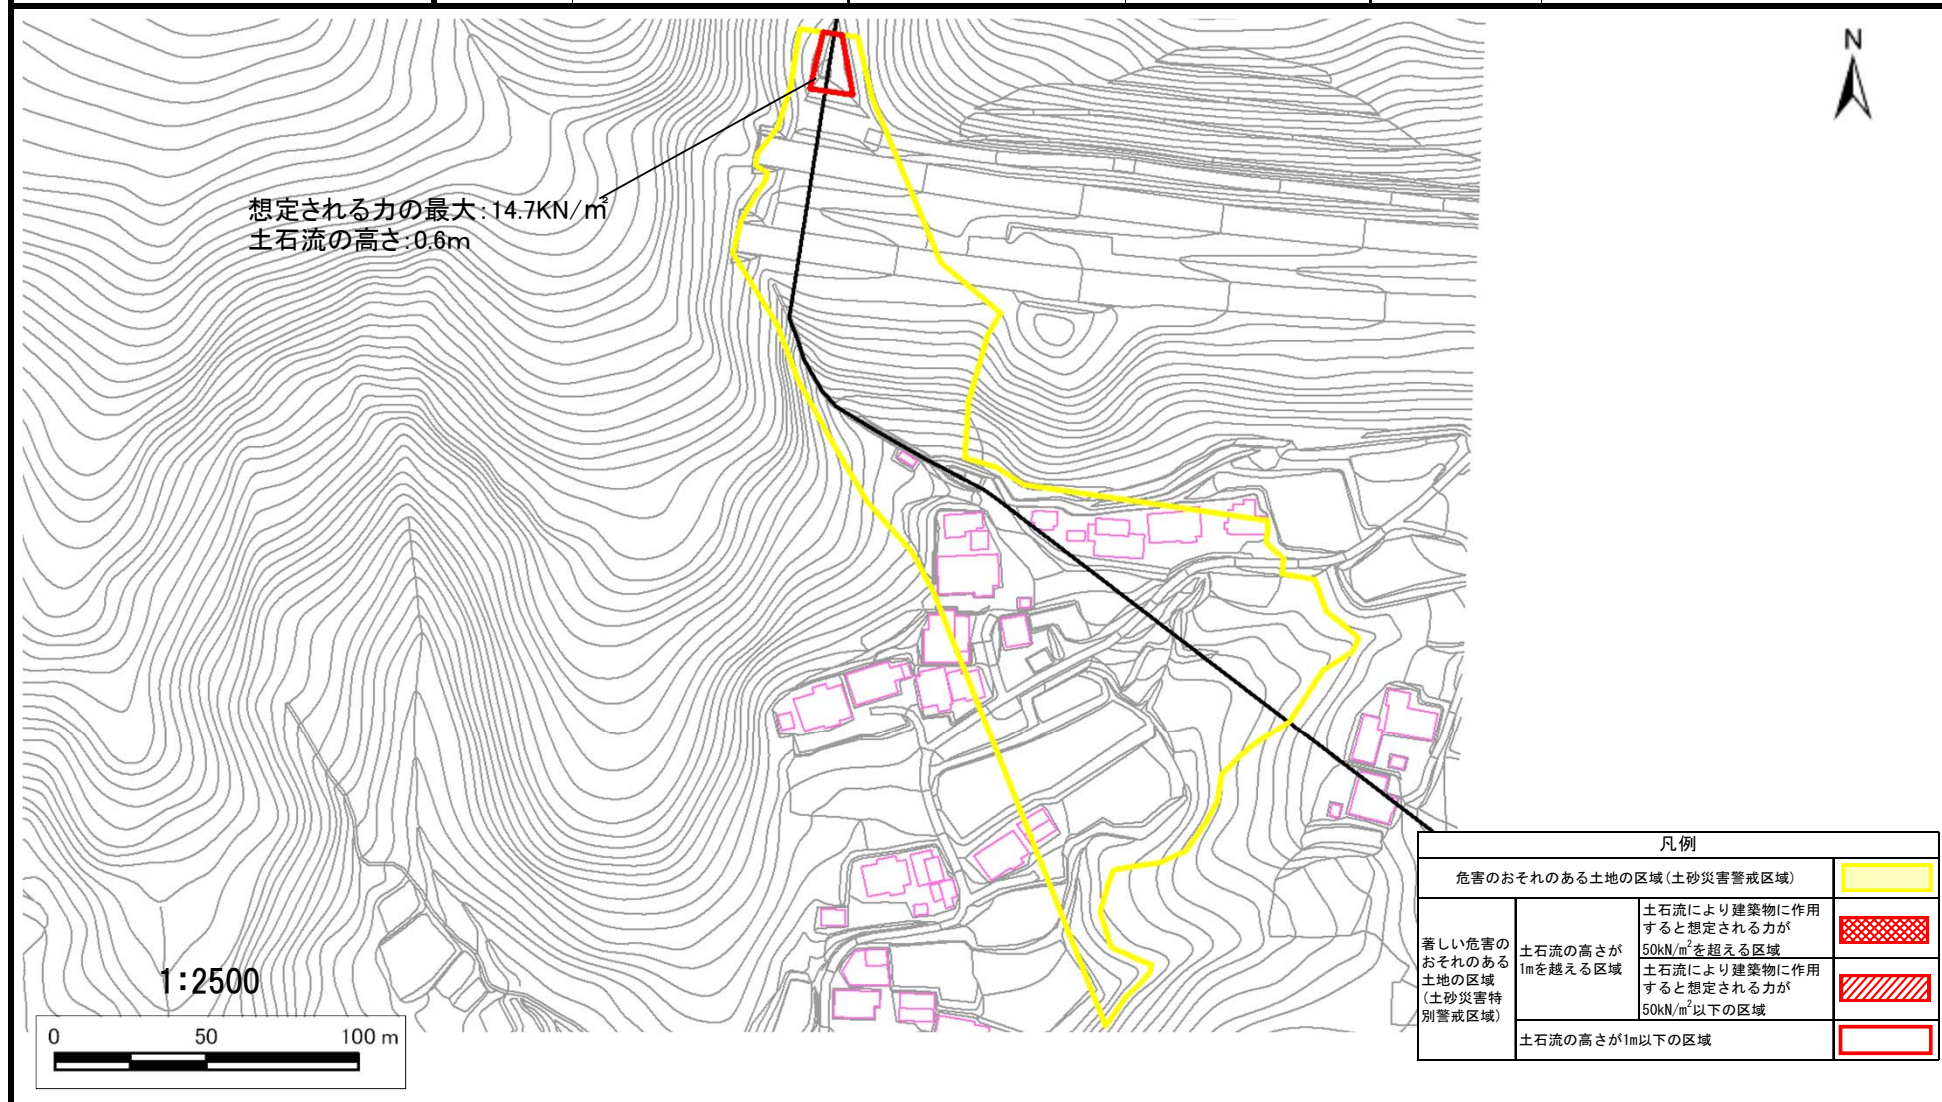 N
想定される力の最大:14.7KN/㎡
土石流の高さ:0.6m
1:2500
0 50 100 m
凡例
危害のおそれのある土地の区域(土砂災害警戒区域)
著しい危害の
おそれのある
土地の区域
(土砂災害特
別警戒区域)
土石流の高さが
1mを越える区域
土石流により建築物に作用
すると想定される力が
50kN/m²を超える区域
土石流により建築物に作用
すると想定される力が
50kN/m²以下の区域
土石流の高さが1m以下の区域